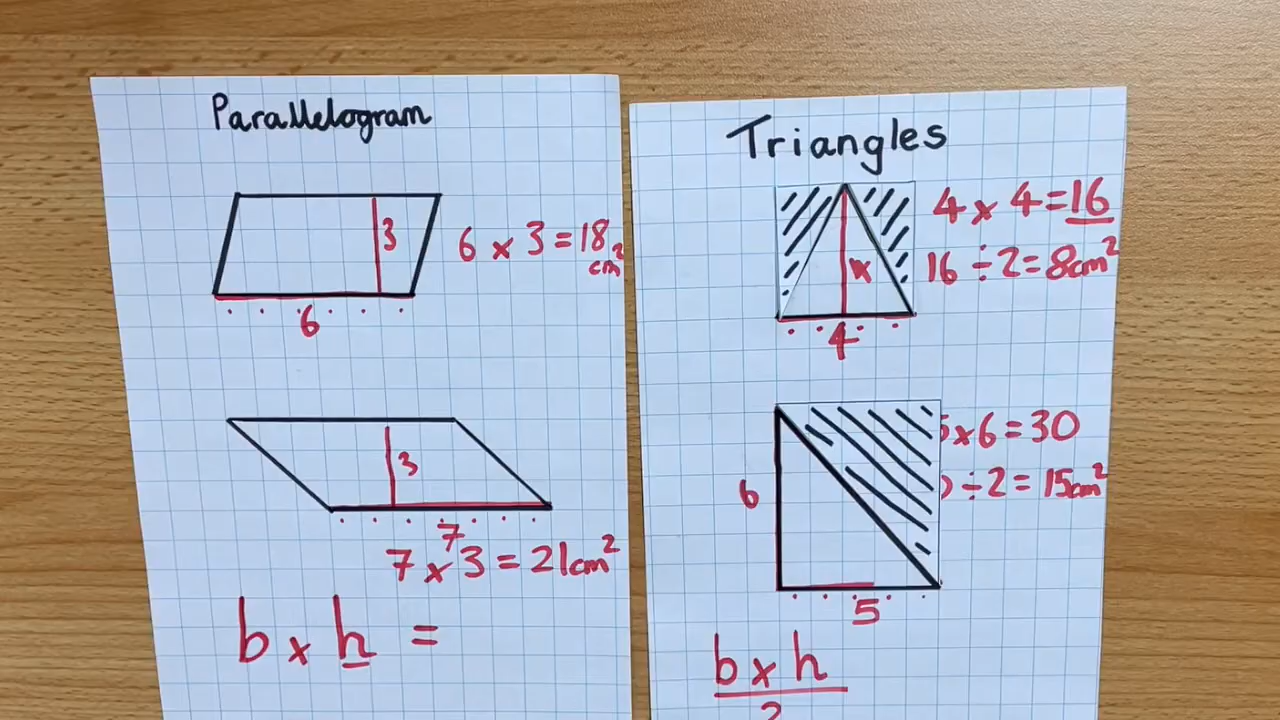 Parallelogram
3
6 x 3 = 18 cm²
6
3
7
7 x 3 = 21cm²
b x h =
Triangles
4 x 4 = 16
16 ÷ 2 = 8cm²
4
x 6 = 30
÷ 2 = 15cm²
6
5
b x h